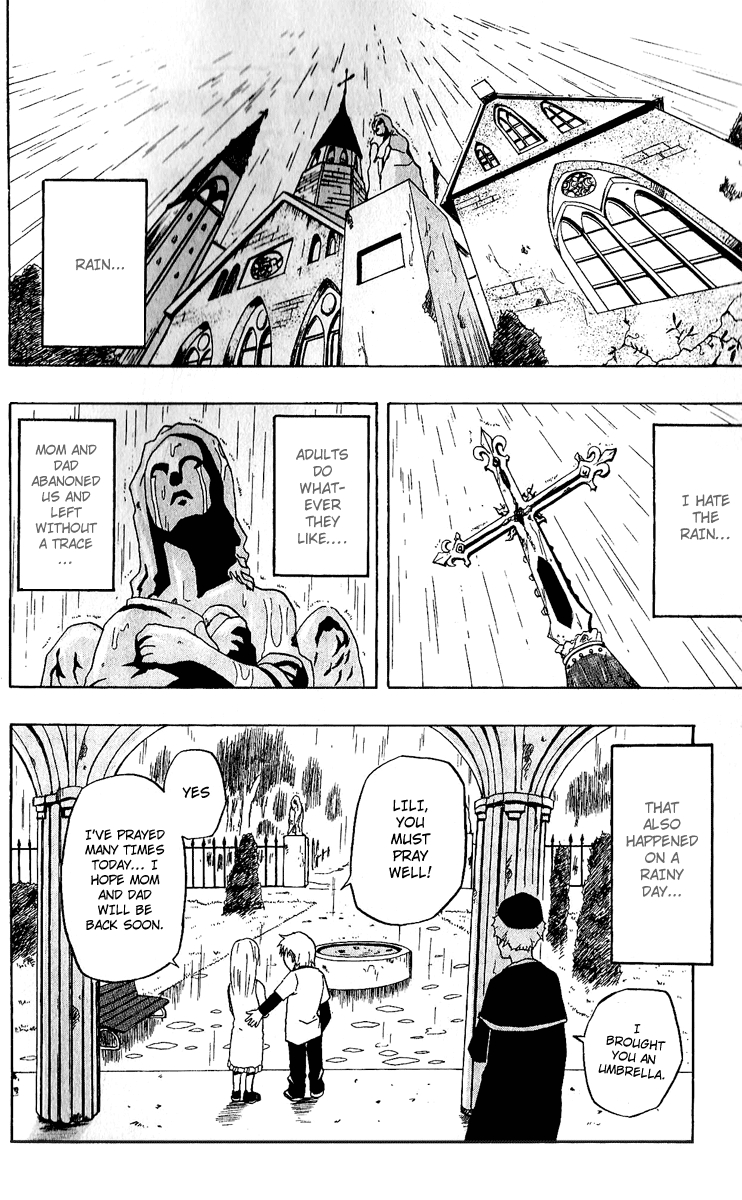 RAIN...
I HATE
THE
RAIN...
ADULTS
DO
WHAT-
EVER
THEY
LIKE....
MOM AND
DAD
ABANONED
US AND
LEFT
WITHOUT
A TRACE
...
THAT
ALSO
HAPPENED
ON A
RAINY
DAY...
LILI,
YOU
MUST
PRAY
WELL!
YES
I'VE PRAYED
MANY TIMES
TODAY... I
HOPE MOM
AND DAD
WILL BE
BACK SOON.
I
BROUGHT
YOU AN
UMBRELLA.